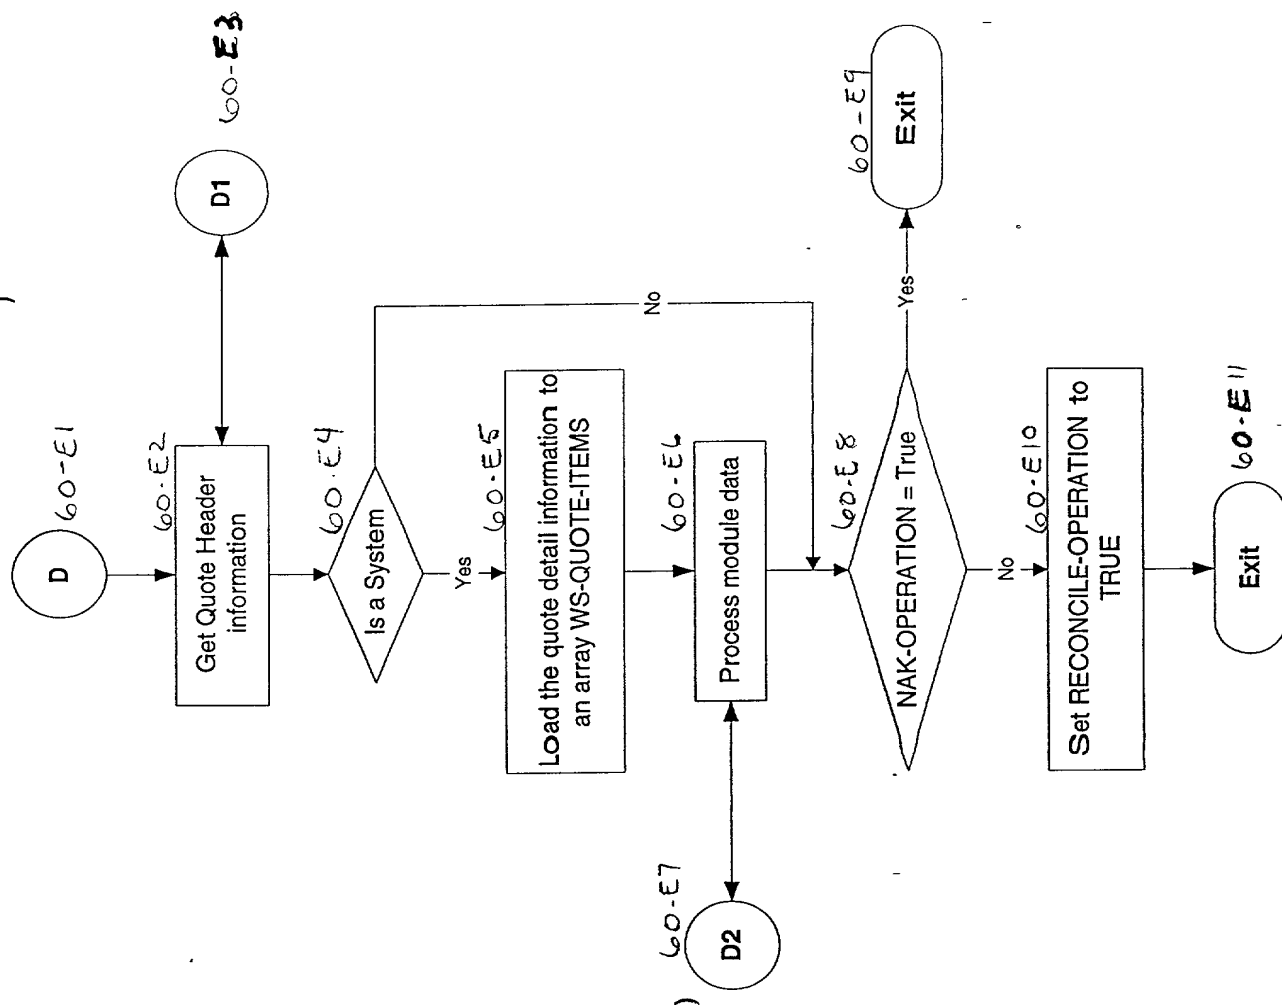 D
60-E1
60-E2
Get Quote Header
information
D1
60-E3
60-E4
Is a System
Yes
No
60-E5
Load the quote detail information to
an array WS-QUOTE-ITEMS
60-E6
Process module data
60-E7
D2
60-E8
NAK-OPERATION = True
Yes
60-E9
Exit
No
60-E10
Set RECONCILE-OPERATION to
TRUE
60-E11
Exit